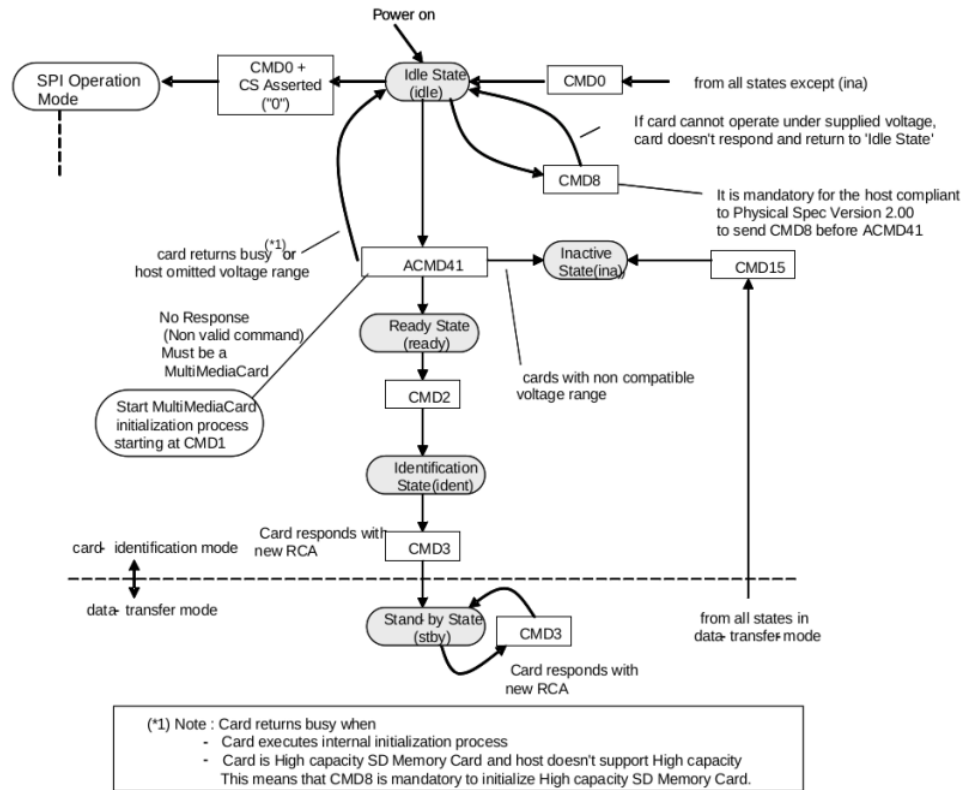 Power on
SPI Operation
Mode
CMD0 +
CS Asserted
("0")
Idle State
(idle)
CMD0
from all states except (ina)
If card cannot operate under supplied voltage,
card doesn't respond and return to 'Idle State'
CMD8
It is mandatory for the host compliant
to Physical Spec Version 2.00
to send CMD8 before ACMD41
card returns busy (*1) or
host omitted voltage range
ACMD41
Inactive
State(ina)
CMD15
No Response
(Non valid command)
Must be a
MultiMediaCard
Ready State
(ready)
cards with non compatible
voltage range
CMD2
Start MultiMediaCard
initialization process
starting at CMD1
Identification
State(ident)
Card responds with
new RCA
CMD3
card- identification mode
data- transfer mode
Stand- by State
(stby)
CMD3
from all states in
data- transfer-mode
Card responds with
new RCA
(*1) Note : Card returns busy when
- Card executes internal initialization process
- Card is High capacity SD Memory Card and host doesn't support High capacity
This means that CMD8 is mandatory to initialize High capacity SD Memory Card.